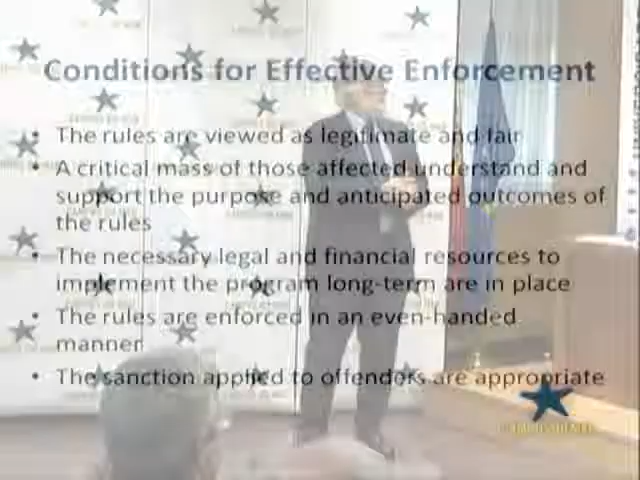 Conditions for Effective Enforcement
• The rules are viewed as legitimate and fair
• A critical mass of those affected understand and
support the purpose and anticipated outcomes of
the rules
• The necessary legal and financial resources to
implement the program long-term are in place
• The rules are enforced in an even-handed
manner
• The sanction applied to offenders are appropriate